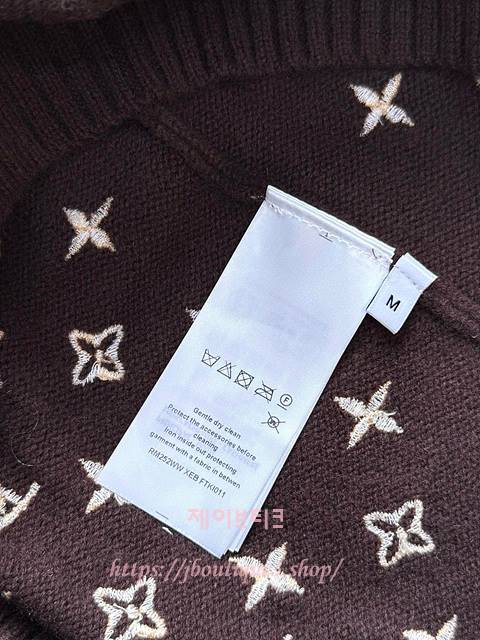 M
Gentle dry clean
Protect the accessories before
cleaning
Iron inside out protecting
garment with a fabric in betwen
RM252WW XEB FTKI011
제이부티크
https://jboutique.shop/